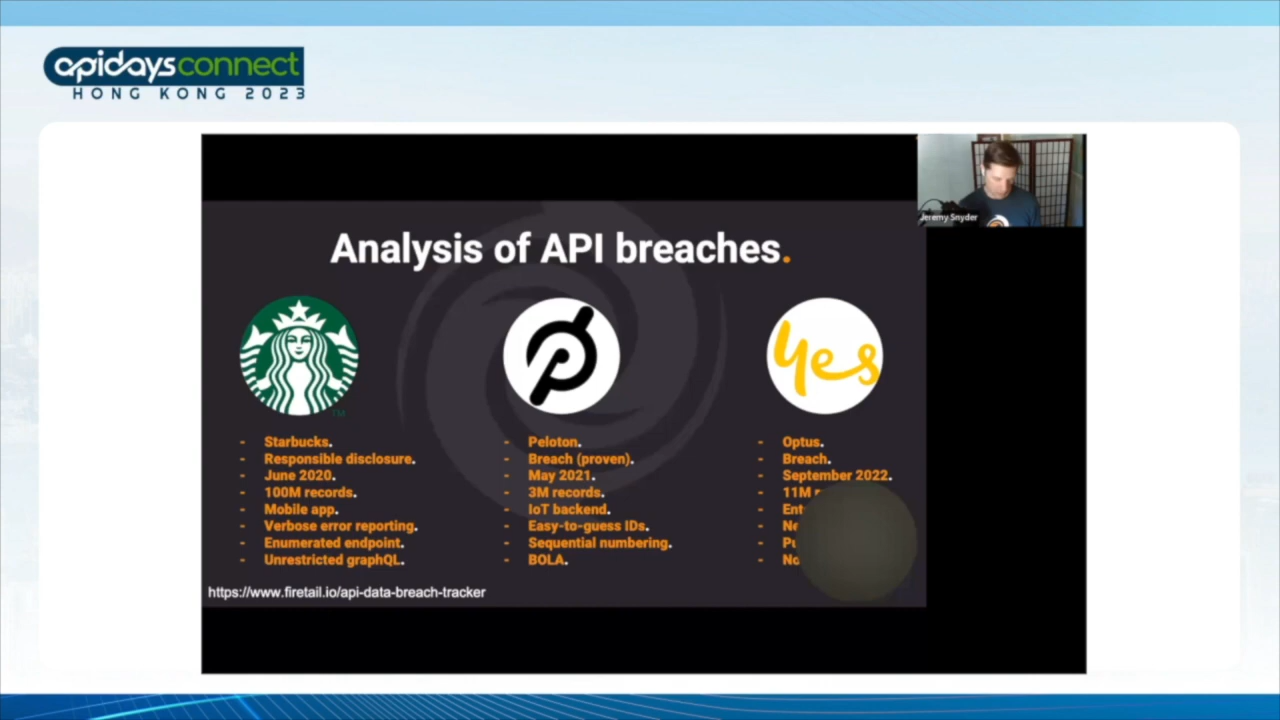 apidays connect
HONG KONG 2023
Jeremy Snyder
Analysis of API breaches.
yes
TM
- Starbucks.
- Responsible disclosure.
- June 2020.
- 100M records.
- Mobile app.
- Verbose error reporting.
- Enumerated endpoint.
- Unrestricted graphQL.
- Peloton.
- Breach (proven).
- May 2021.
- 3M records.
- IoT backend.
- Easy-to-guess IDs.
- Sequential numbering.
- BOLA.
- Optus.
- Breach.
- September 2022.
- 11M
https://www.firetail.io/api-data-breach-tracker